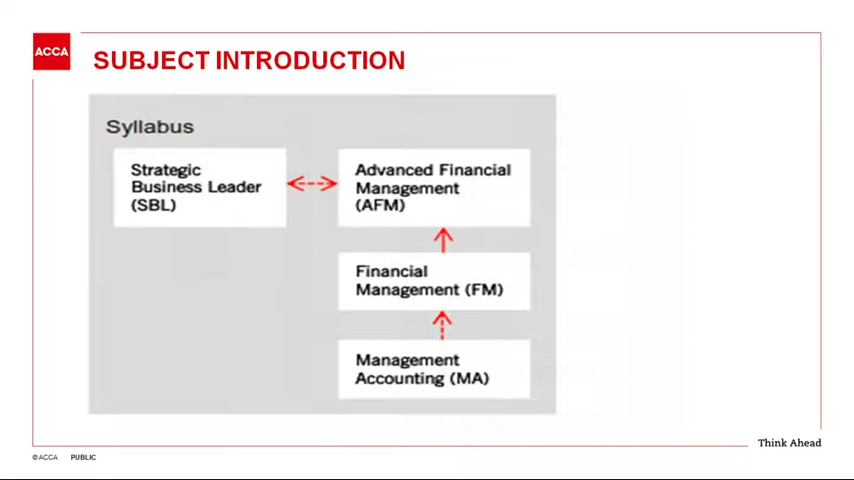 ACCA
SUBJECT INTRODUCTION
Syllabus
Strategic
Business Leader
(SBL)
Advanced Financial
Management
(AFM)
Financial
Management (FM)
Management
Accounting (MA)
Think Ahead
©ACCA PUBLIC